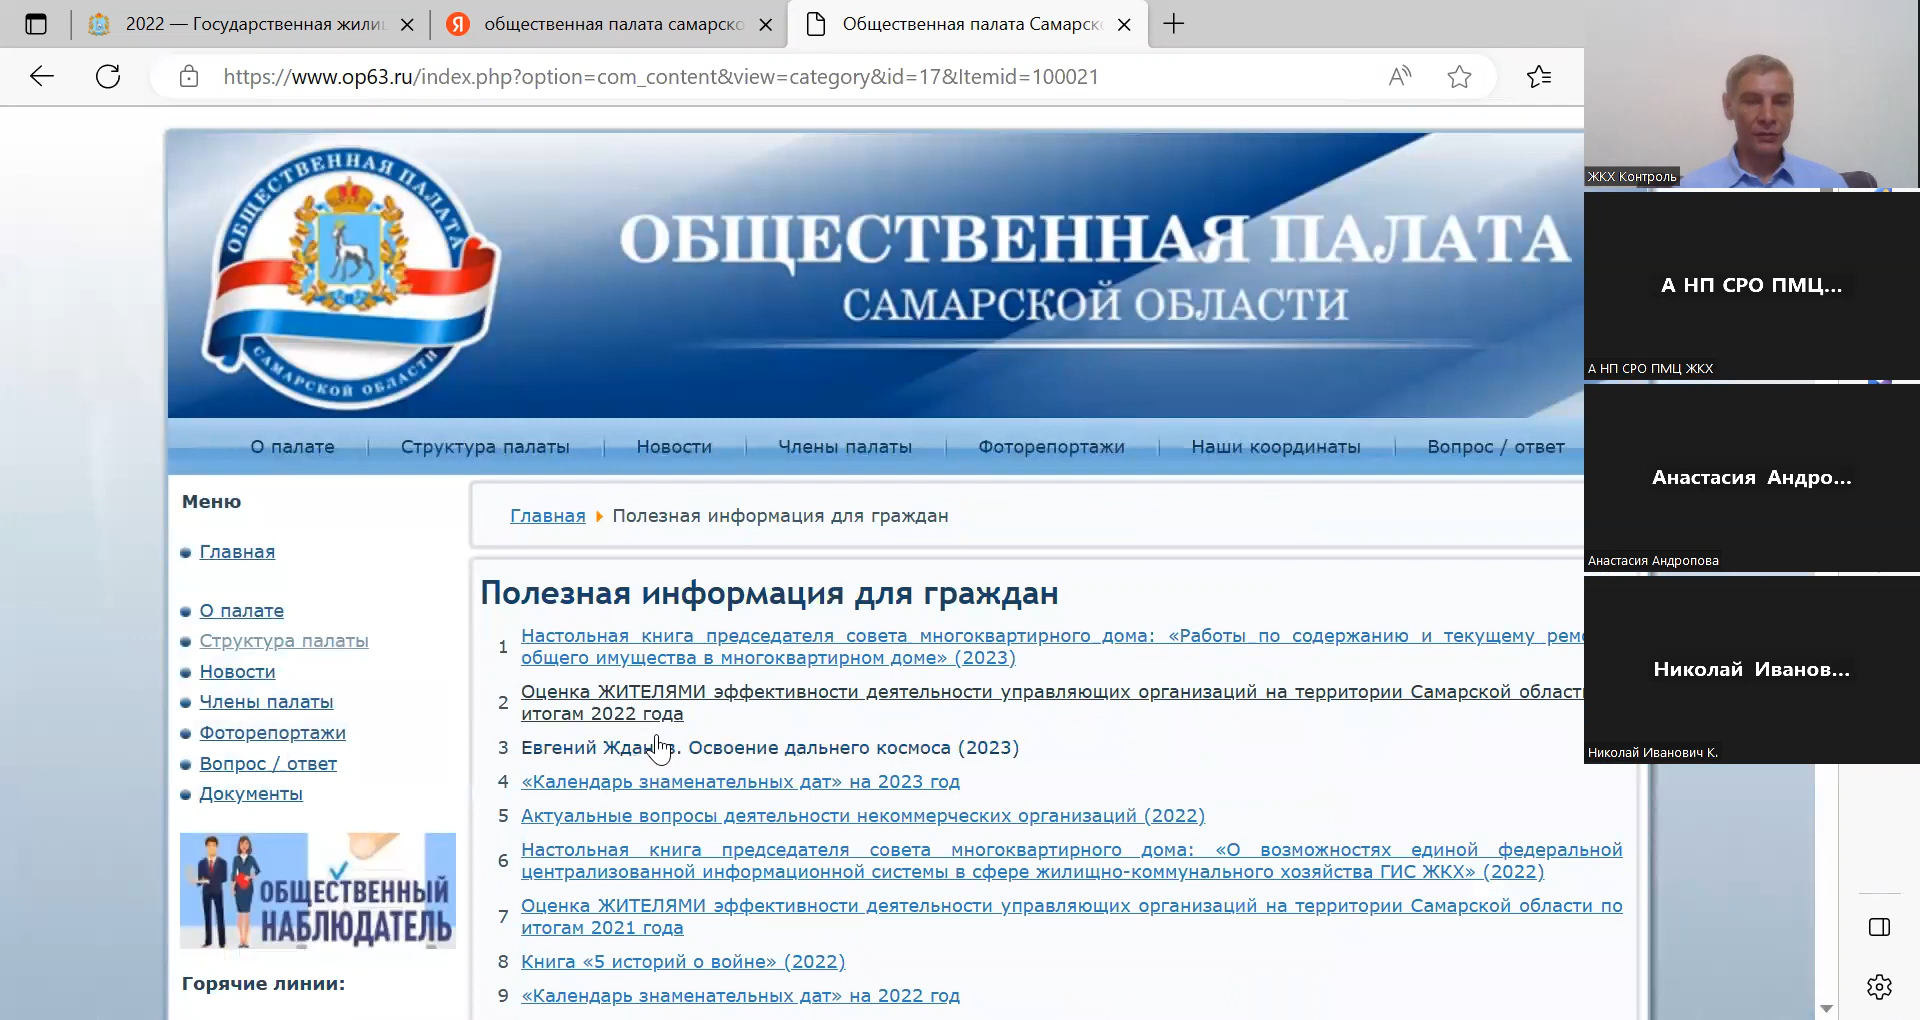 2022 — Государственная жили
общественная палата самарско
Общественная палата Самарск
https://www.op63.ru/index.php?option=com_content&view=category&id=17&Itemid=100021
ОБЩЕСТВЕННАЯ ПАЛАТА
САМАРСКОЙ ОБЛАСТИ
ОБЩЕСТВЕННАЯ ПАЛАТА
САМАРСКОЙ ОБЛАСТИ
О палате
Структура палаты
Новости
Члены палаты
Фоторепортажи
Наши координаты
Вопрос / ответ
Меню
Главная
О палате
Структура палаты
Новости
Члены палаты
Фоторепортажи
Вопрос / ответ
Документы
ОБЩЕСТВЕННЫЙ
НАБЛЮДАТЕЛЬ
Горячие линии:
Главная Полезная информация для граждан
Полезная информация для граждан
1 Настольная книга председателя совета многоквартирного дома: «Работы по содержанию и текущему рем
общего имущества в многоквартирном доме» (2023)
2 Оценка ЖИТЕЛЯМИ эффективности деятельности управляющих организаций на территории Самарской област
итогам 2022 года
3 Евгений . Освоение дальнего космоса (2023)
4 «Календарь знаменательных дат» на 2023 год
5 Актуальные вопросы деятельности некоммерческих организаций (2022)
6 Настольная книга председателя совета многоквартирного дома: «О возможностях единой федеральной
централизованной информационной системы в сфере жилищно-коммунального хозяйства ГИС ЖКХ» (2022)
7 Оценка ЖИТЕЛЯМИ эффективности деятельности управляющих организаций на территории Самарской области по
итогам 2021 года
8 Книга «5 историй о войне» (2022)
9 «Календарь знаменательных дат» на 2022 год
ЖКХ Контроль
А НП СРО ПМЦ...
А НП СРО ПМЦ ЖКХ
Анастасия Андро...
Анастасия Андропова
Николай Иванов...
Николай Иванович К.